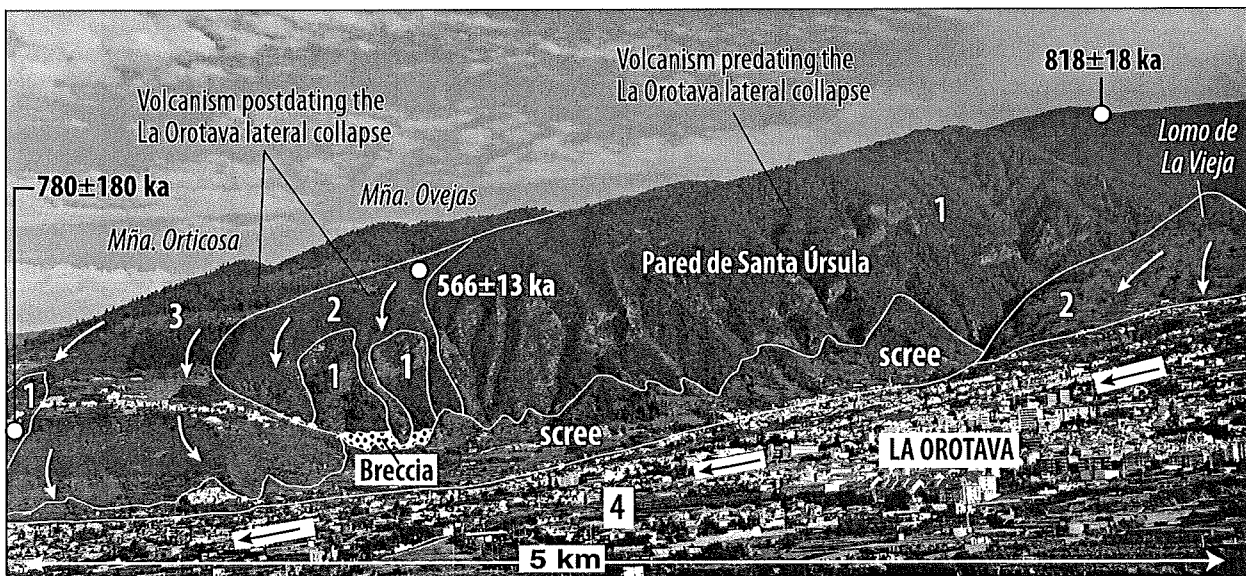 Volcanism predating the
La Orotava lateral collapse
818±18 ka
Volcanism postdating the
La Orotava lateral collapse
Lomo de
La Vieja
780±180 ka
Mña. Ovejas
Mña. Orticosa
1
Pared de Santa Úrsula
566±13 ka
3
2
2
1
1
1
scree
scree
Breccia
LA OROTAVA
4
5 km